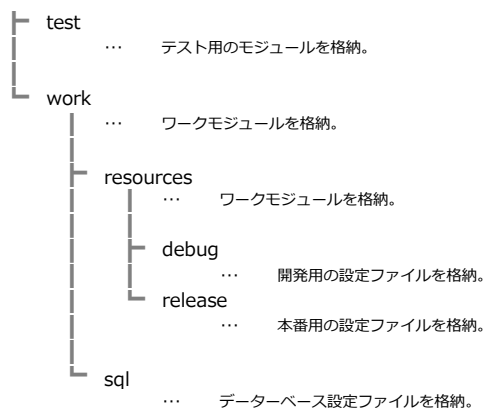 test
… テスト用のモジュールを格納。
work
… ワークモジュールを格納。
resources
… ワークモジュールを格納。
debug
… 開発用の設定ファイルを格納。
release
… 本番用の設定ファイルを格納。
sql
… データーベース設定ファイルを格納。